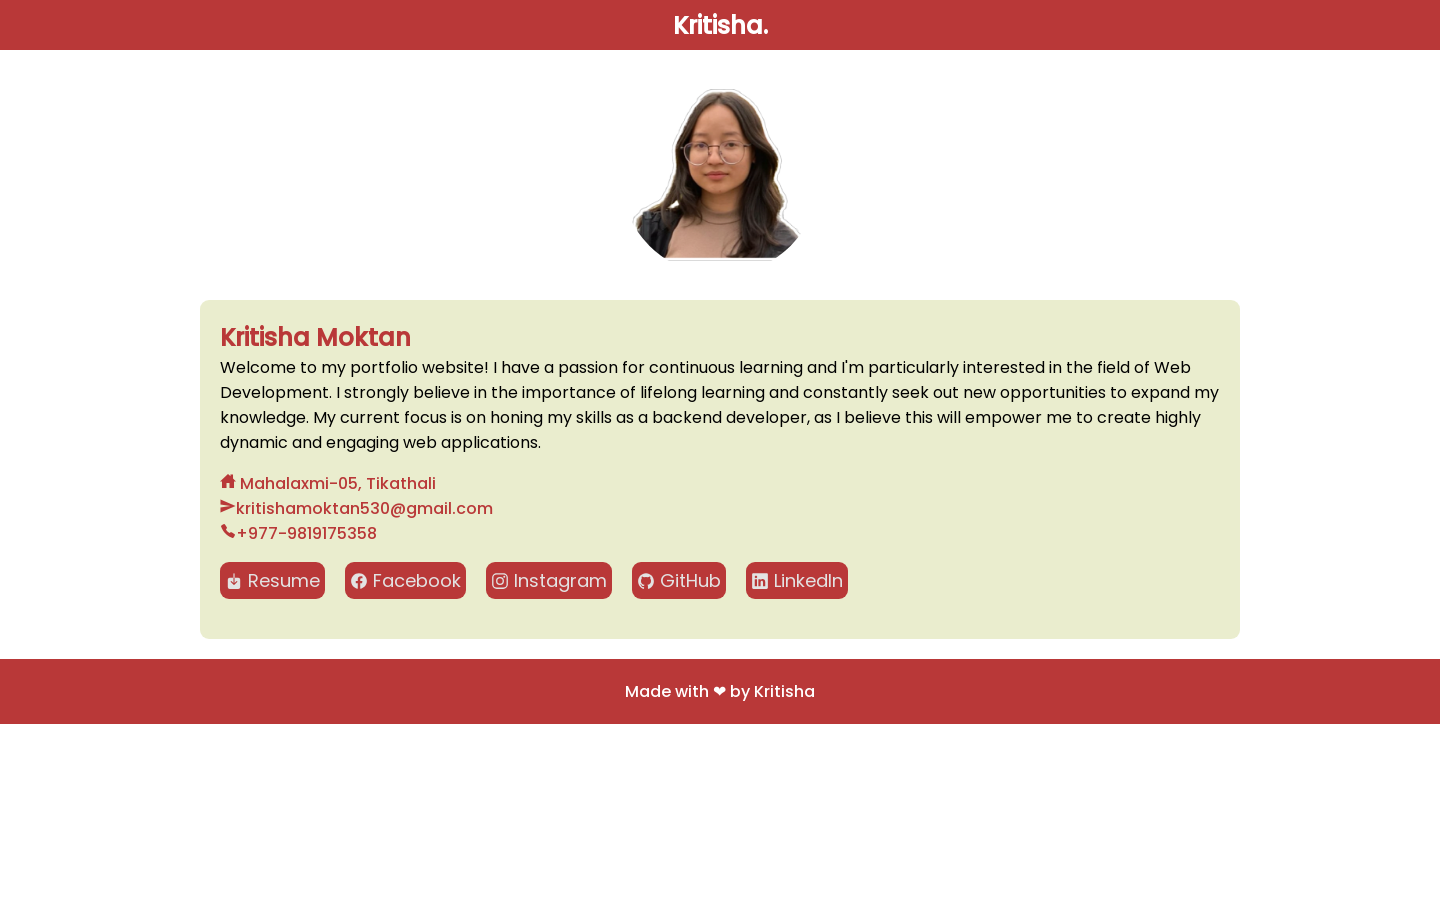 Kritisha.
Kritisha Moktan
Welcome to my portfolio website! I have a passion for continuous learning and I'm particularly interested in the field of Web
Development. I strongly believe in the importance of lifelong learning and constantly seek out new opportunities to expand my
knowledge. My current focus is on honing my skills as a backend developer, as I believe this will empower me to create highly
dynamic and engaging web applications.
Mahalaxmi-05, Tikathali
kritishamoktan530@gmail.com
+977-9819175358
Resume Facebook Instagram GitHub LinkedIn
Made with ❤ by Kritisha